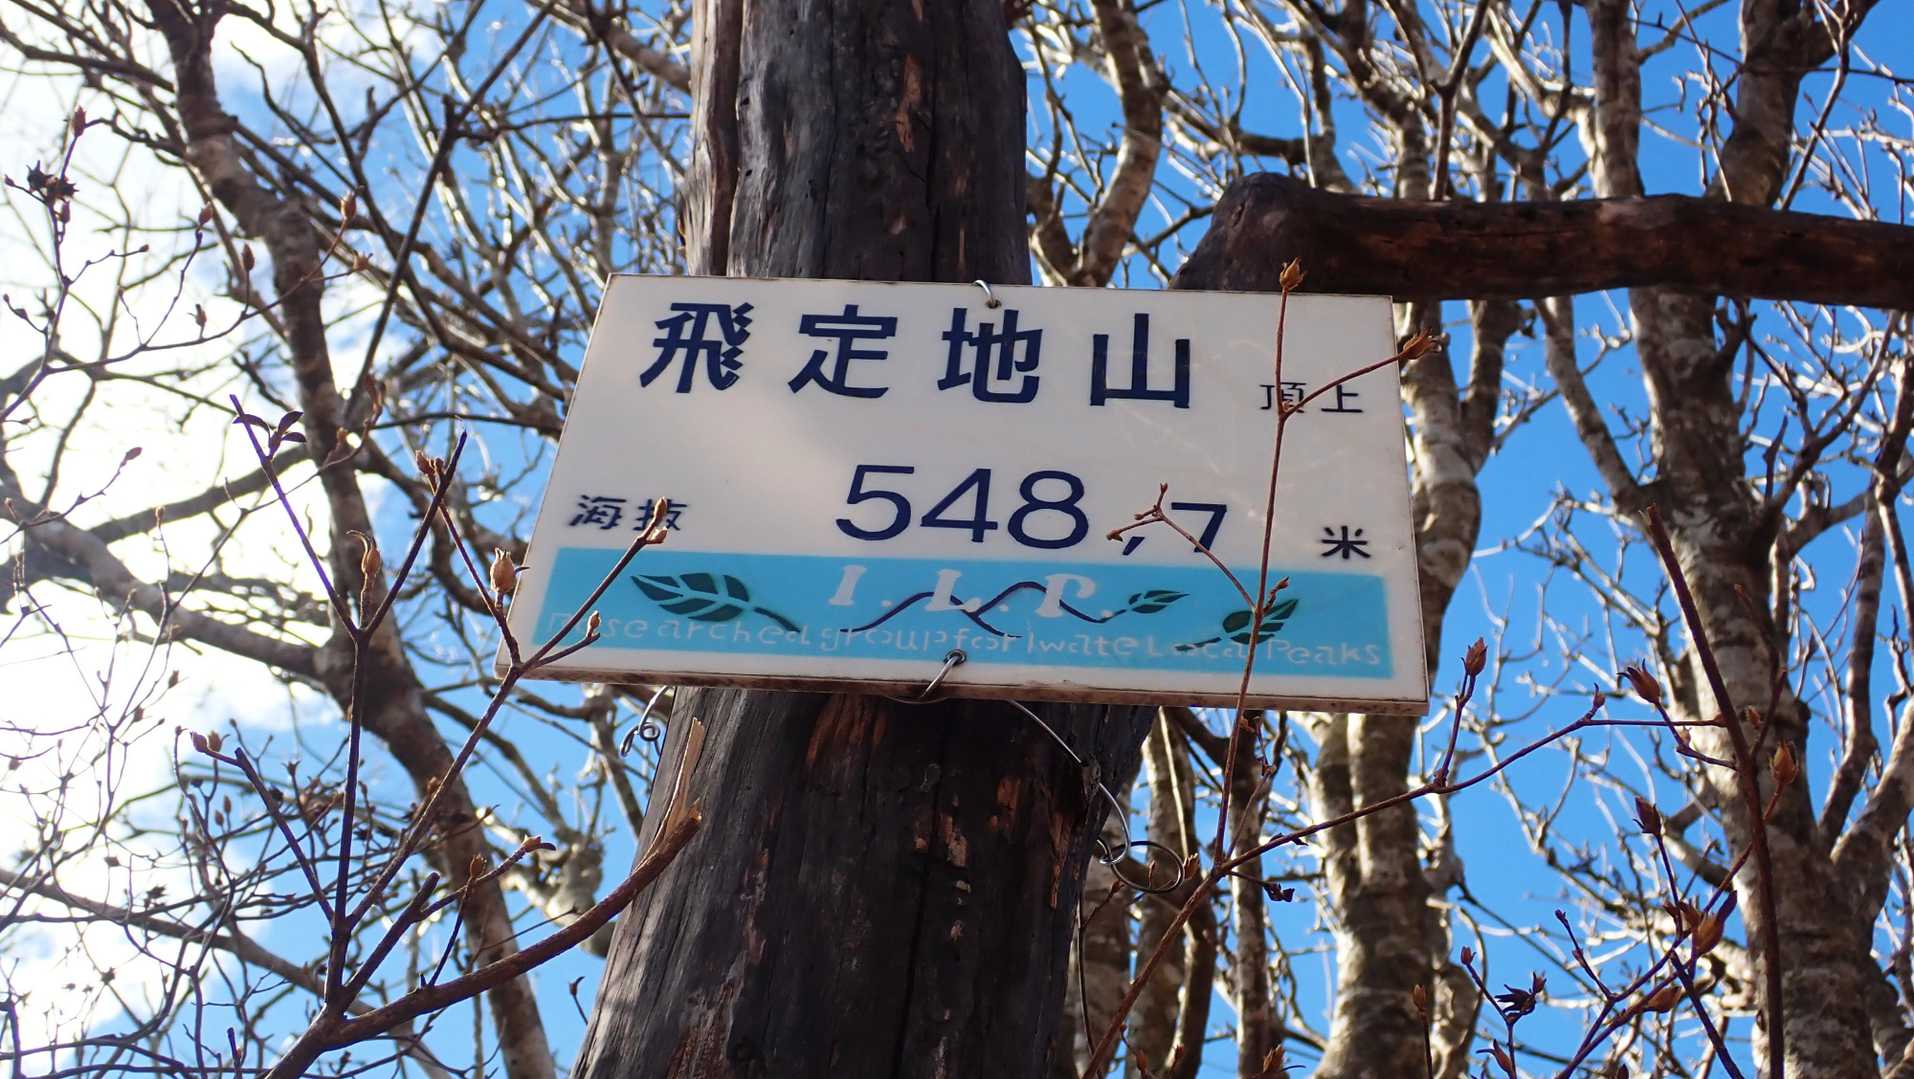 飛定地山 頂上
海抜 548,7 米
I.L.P.
Researched group for Iwate Local Peaks